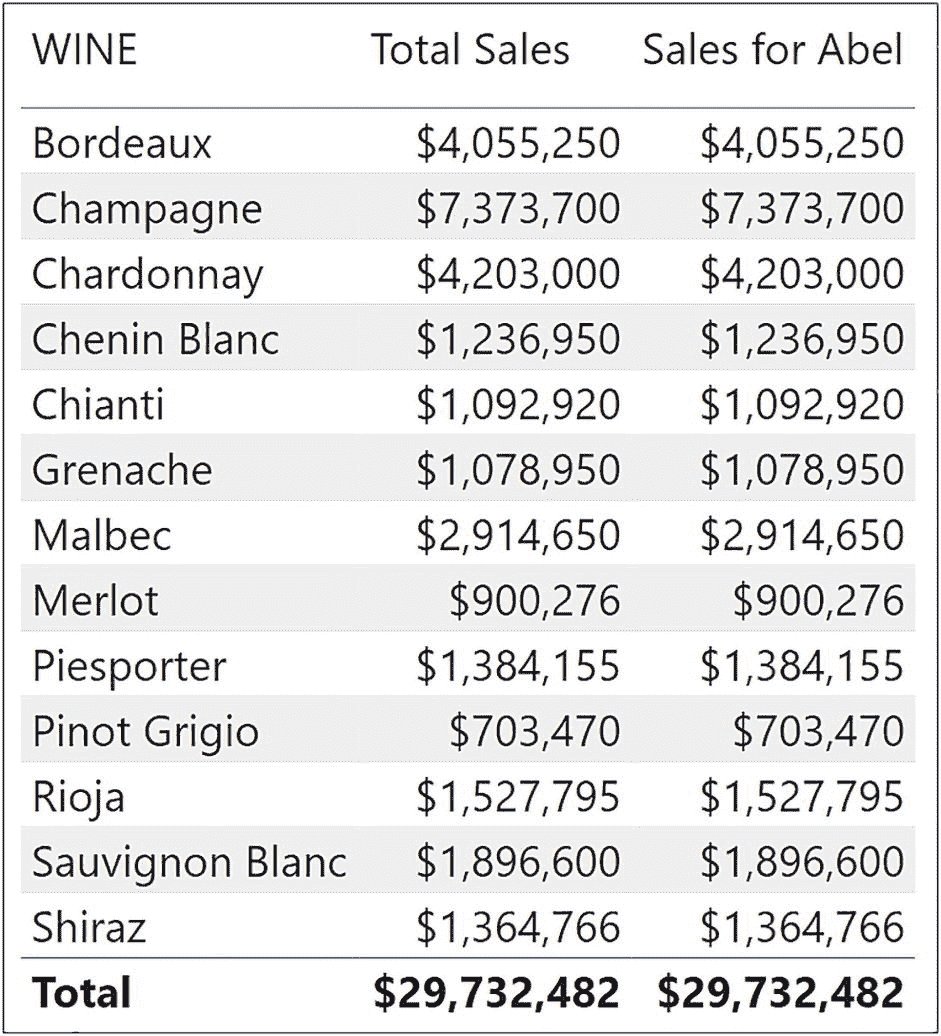 WINE Total Sales Sales for Abel
Bordeaux $4,055,250 $4,055,250
Champagne $7,373,700 $7,373,700
Chardonnay $4,203,000 $4,203,000
Chenin Blanc $1,236,950 $1,236,950
Chianti $1,092,920 $1,092,920
Grenache $1,078,950 $1,078,950
Malbec $2,914,650 $2,914,650
Merlot $900,276 $900,276
Piesporter $1,384,155 $1,384,155
Pinot Grigio $703,470 $703,470
Rioja $1,527,795 $1,527,795
Sauvignon Blanc $1,896,600 $1,896,600
Shiraz $1,364,766 $1,364,766
Total $29,732,482 $29,732,482